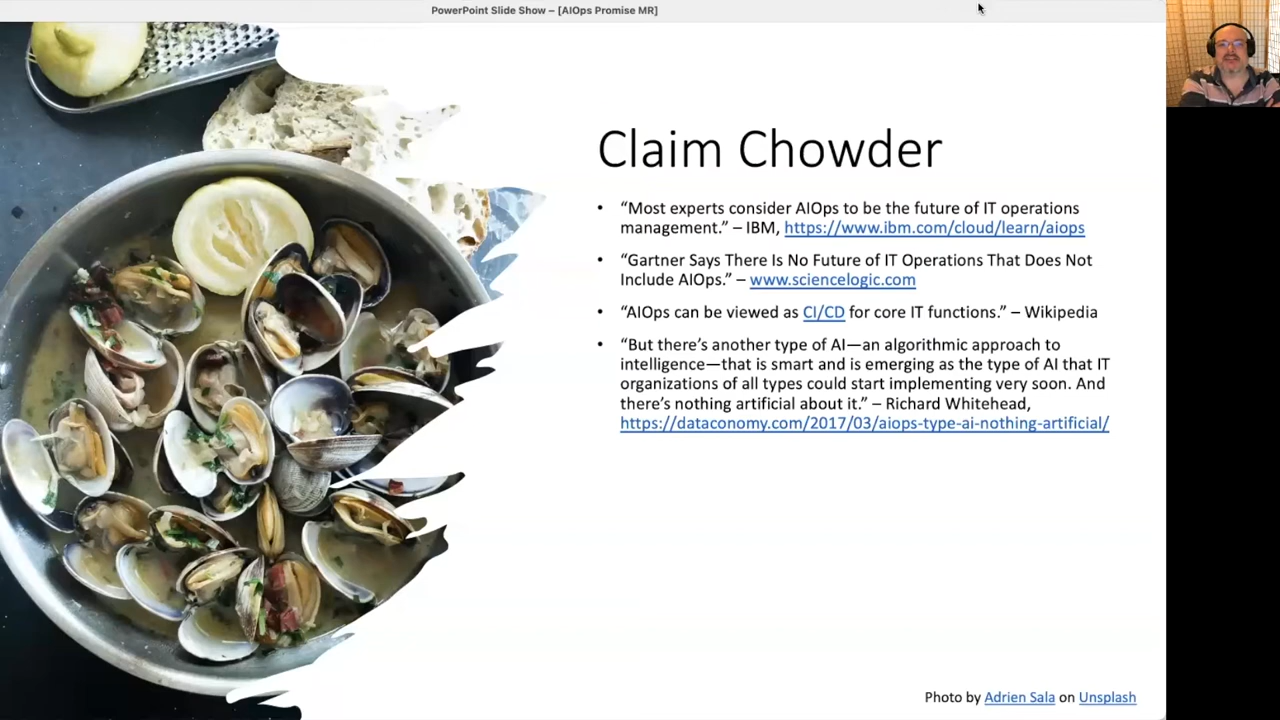 PowerPoint Slide Show – [AIOps Promise MR]
Claim Chowder
• “Most experts consider AIOps to be the future of IT operations
management.” – IBM, https://www.ibm.com/cloud/learn/aiops
• “Gartner Says There Is No Future of IT Operations That Does Not
Include AIOps.” – www.sciencelogic.com
• “AIOps can be viewed as CI/CD for core IT functions.” – Wikipedia
• “But there’s another type of AI—an algorithmic approach to
intelligence—that is smart and is emerging as the type of AI that IT
organizations of all types could start implementing very soon. And
there’s nothing artificial about it.” – Richard Whitehead,
https://dataconomy.com/2017/03/aiops-type-ai-nothing-artificial/
Photo by Adrien Sala on Unsplash